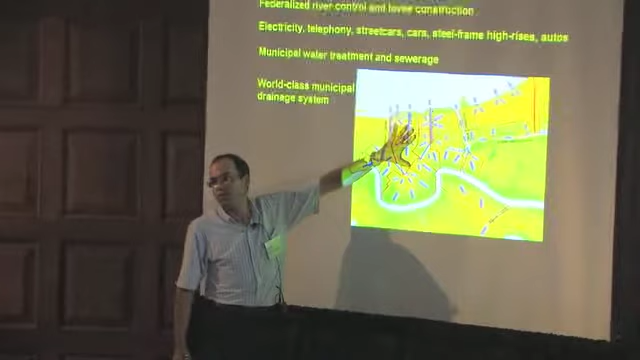 Federalized river control and levee construction
Electricity, telephony, streetcars, cars, steel-frame high-rises, autos
Municipal water treatment and sewerage
World-class municipal
drainage system